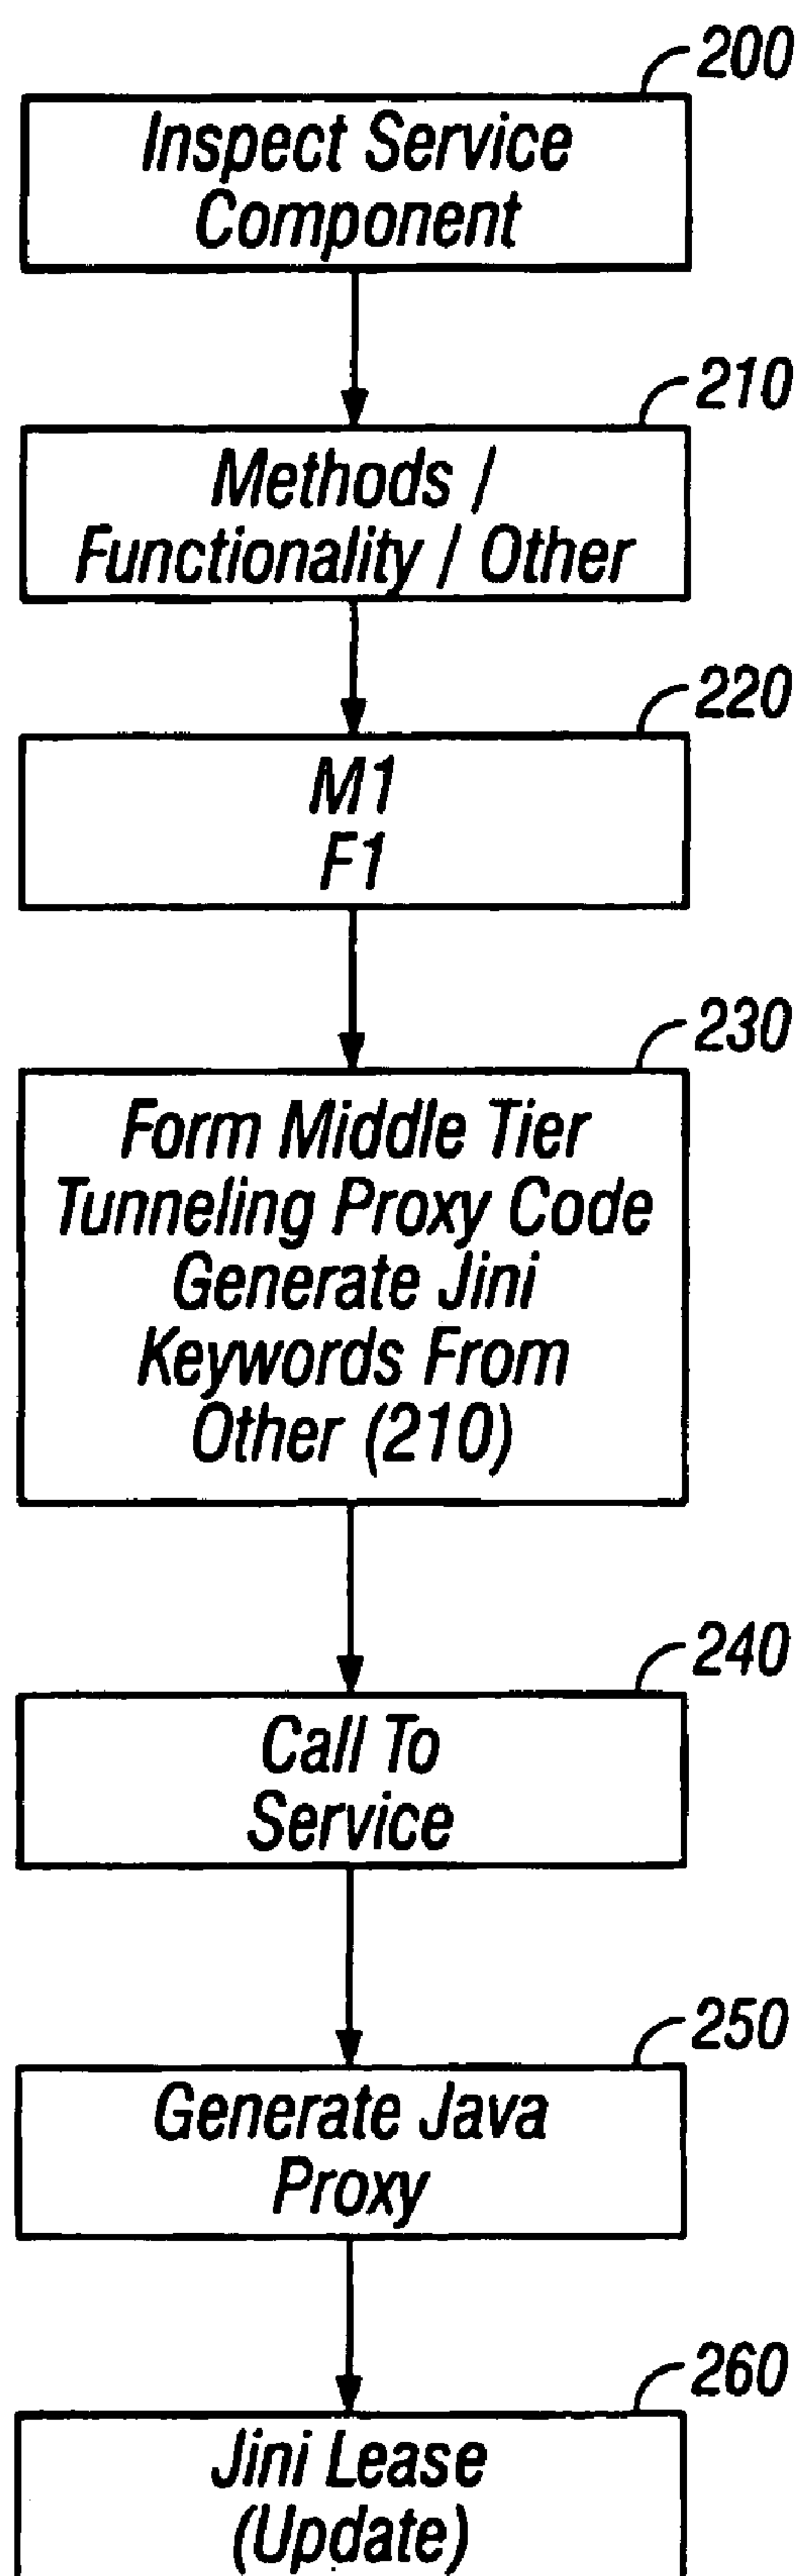 200
Inspect Service
Component
210
Methods /
Functionality / Other
220
M1
F1
230
Form Middle Tier
Tunneling Proxy Code
Generate Jini
Keywords From
Other (210)
240
Call To
Service
250
Generate Java
Proxy
260
Jini Lease
(Update)